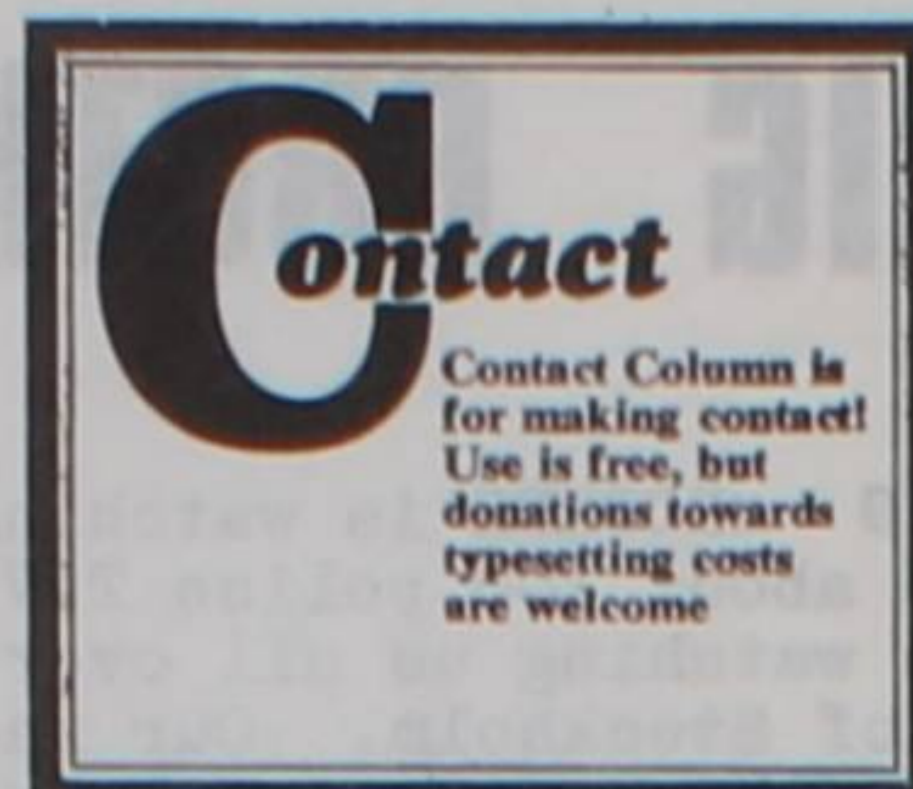 Contact
Contact Column is
for making contact!
Use is free, but
donations towards
typesetting costs
are welcome